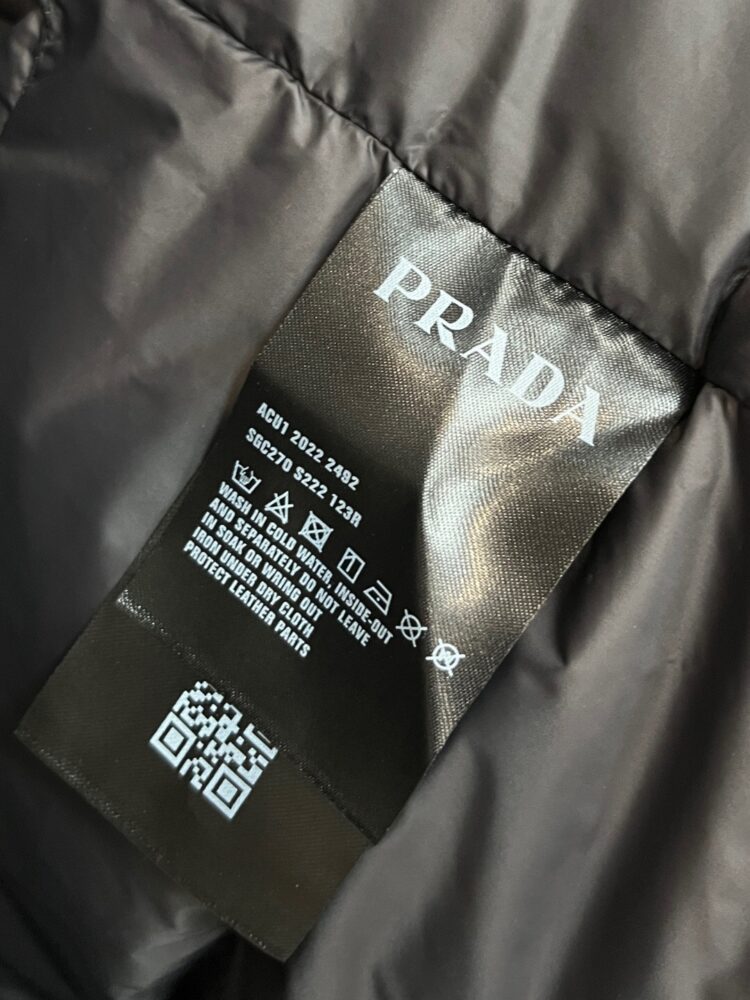 PRADA
ACU1 2022 2492
SGC270 S222 123R
WASH IN COLD WATER, INSIDE-OUT
AND SEPARATELY DO NOT LEAVE
IN SOAK OR WRING OUT
IRON UNDER DRY CLOTH
PROTECT LEATHER PARTS